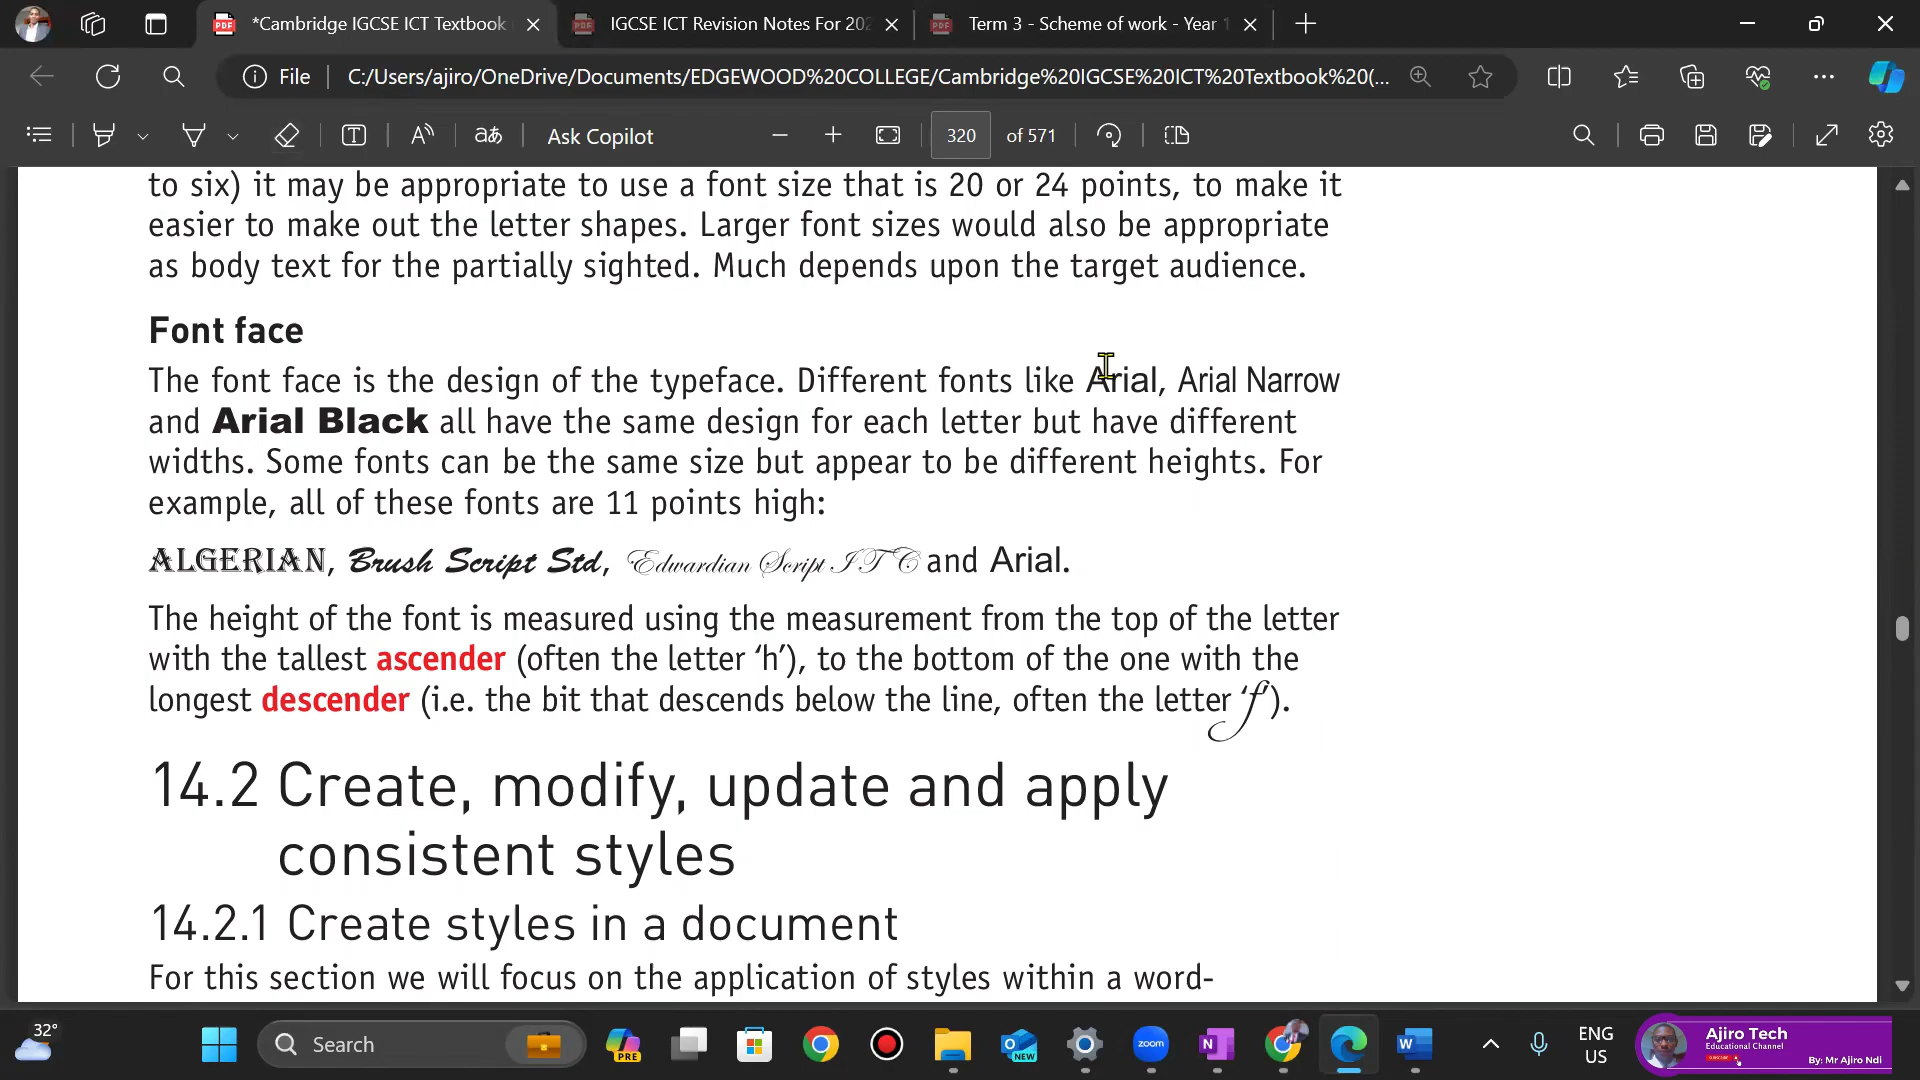 *Cambridge IGCSE ICT Textbook
IGCSE ICT Revision Notes For 202
Term 3 - Scheme of work - Year 1
File
C:/Users/ajiro/OneDrive/Documents/EDGEWOOD%20COLLEGE/Cambridge%20IGCSE%20ICT%20Textbook%20(...
Ask Copilot
320 of 571
to six) it may be appropriate to use a font size that is 20 or 24 points, to make it
easier to make out the letter shapes. Larger font sizes would also be appropriate
as body text for the partially sighted. Much depends upon the target audience.
Font face
The font face is the design of the typeface. Different fonts like Arial, Arial Narrow
and Arial Black all have the same design for each letter but have different
widths. Some fonts can be the same size but appear to be different heights. For
example, all of these fonts are 11 points high:
ALGERIAN, Brush Script Std, Edwardian Script ITC and Arial.
The height of the font is measured using the measurement from the top of the letter
with the tallest ascender (often the letter ‘h’), to the bottom of the one with the
longest descender (i.e. the bit that descends below the line, often the letter ‘f’).
14.2 Create, modify, update and apply
consistent styles
14.2.1 Create styles in a document
For this section we will focus on the application of styles within a word-
32°
Search
PRE
NEW
zoom
ENG
US
Ajiro Tech
Educational Channel
By: Mr Ajiro Ndi